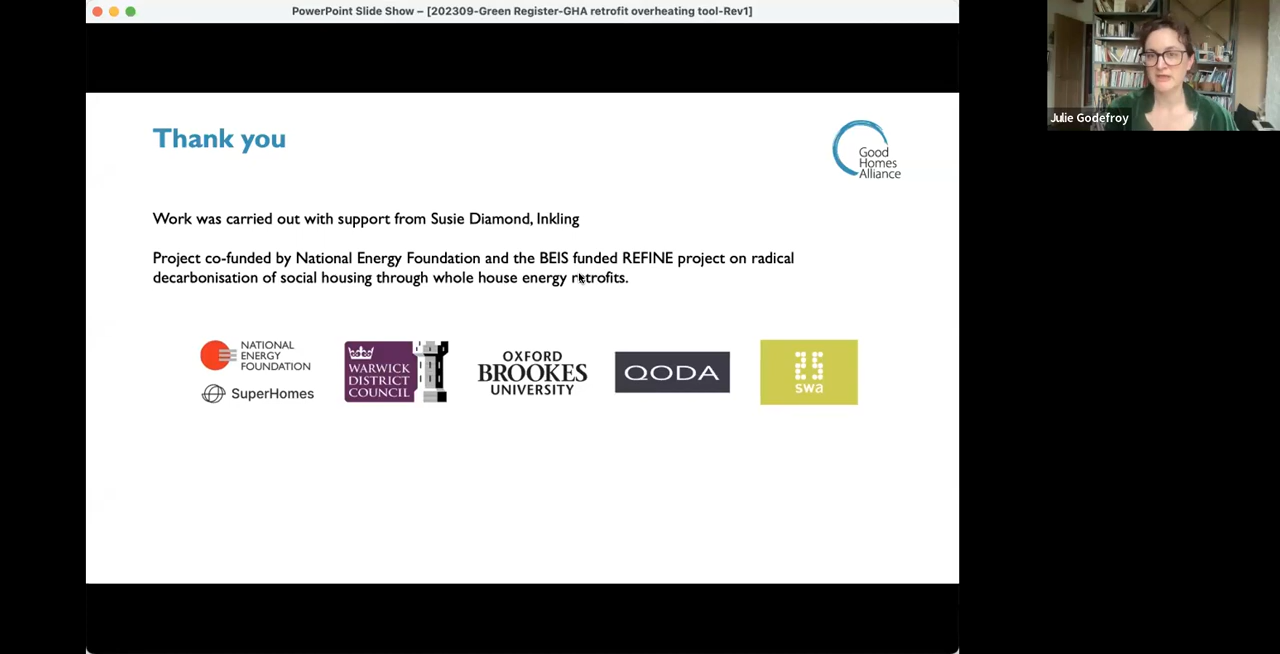 PowerPoint Slide Show – [202309-Green Register-GHA retrofit overheating tool-Rev1]
Julie Godefroy
Thank you
Good
Homes
Alliance
Work was carried out with support from Susie Diamond, Inkling
Project co-funded by National Energy Foundation and the BEIS funded REFINE project on radical
decarbonisation of social housing through whole house energy retrofits.
NATIONAL
ENERGY
FOUNDATION
SuperHomes
WARWICK
DISTRICT
COUNCIL
OXFORD
BROOKES
UNIVERSITY
QODA
25
swa